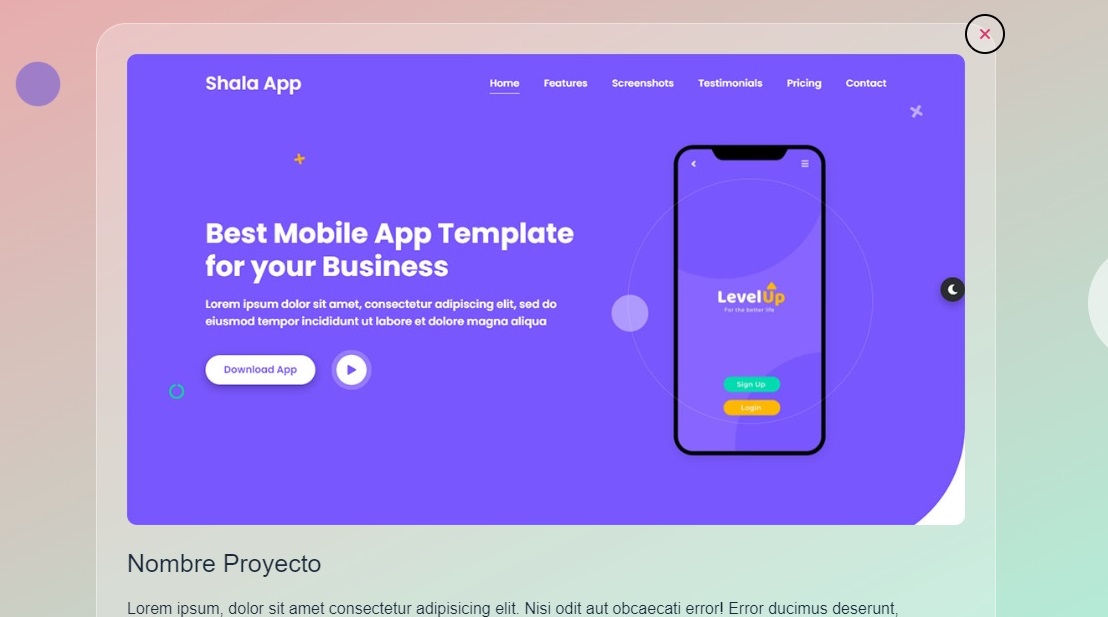 Shala App
Home Features Screenshots Testimonials Pricing Contact
Best Mobile App Template
for your Business
Lorem ipsum dolor sit amet, consectetur adipiscing elit, sed do
eiusmod tempor incididunt ut labore et dolore magna aliqua
Download App
LevelUp
For the better life
Sign Up
Login
Nombre Proyecto
Lorem ipsum, dolor sit amet consectetur adipisicing elit. Nisi odit aut obcaecati error! Error ducimus deserunt,